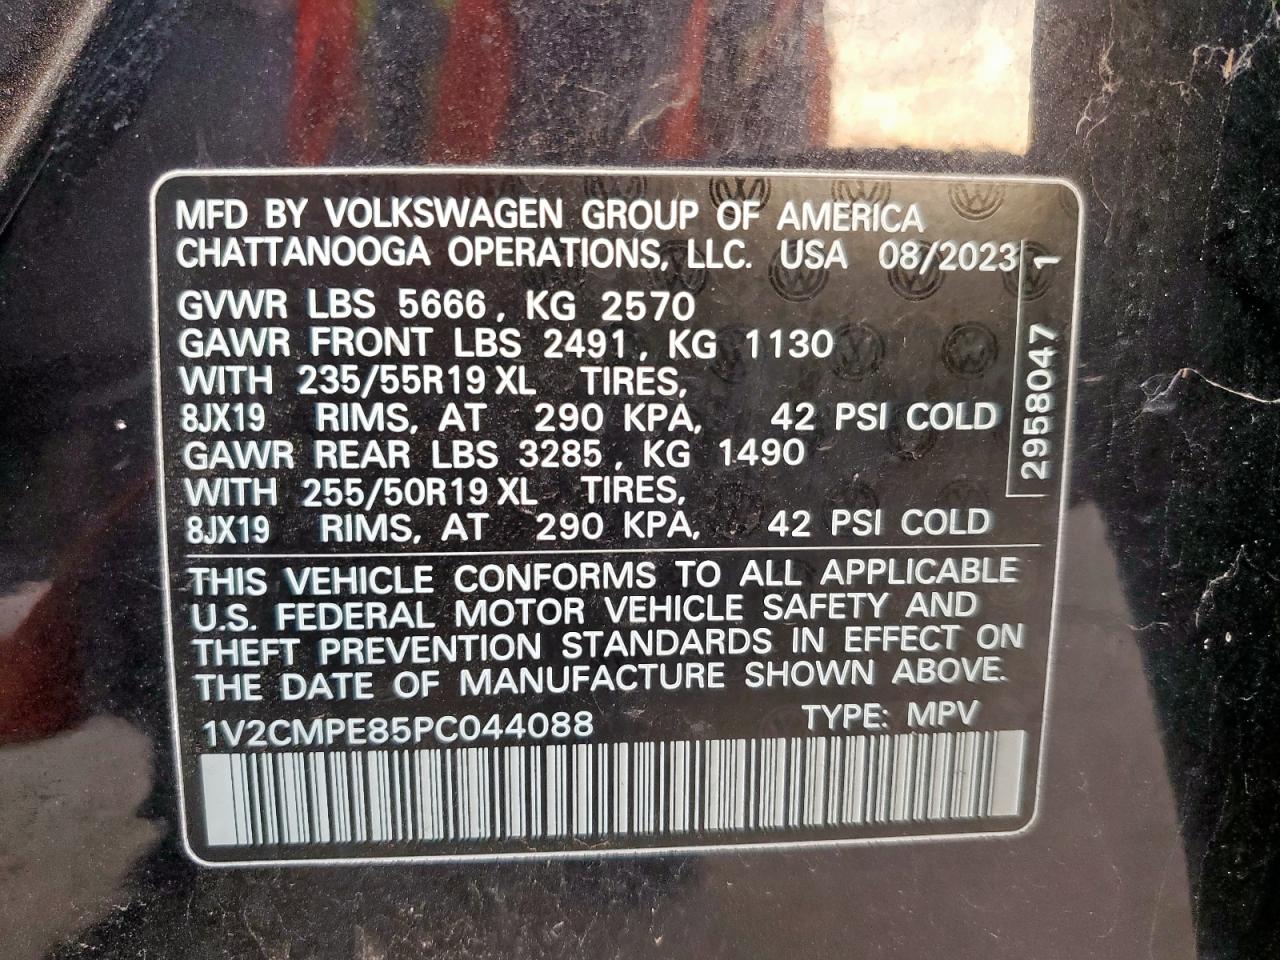 MFD BY VOLKSWAGEN GROUP OF AMERICA
CHATTANOOGA OPERATIONS, LLC. USA 08/2023
GVWR LBS 5666, KG 2570
GAWR FRONT LBS 2491, KG 1130
WITH 235/55R19 XL TIRES,
8JX19 RIMS, AT 290 KPA, 42 PSI COLD
GAWR REAR LBS 3285, KG 1490
WITH 255/50R19 XL TIRES,
8JX19 RIMS, AT 290 KPA, 42 PSI COLD
2958047 1
THIS VEHICLE CONFORMS TO ALL APPLICABLE
U.S. FEDERAL MOTOR VEHICLE SAFETY AND
THEFT PREVENTION STANDARDS IN EFFECT ON
THE DATE OF MANUFACTURE SHOWN ABOVE.
1V2CMPE85PC044088 TYPE: MPV